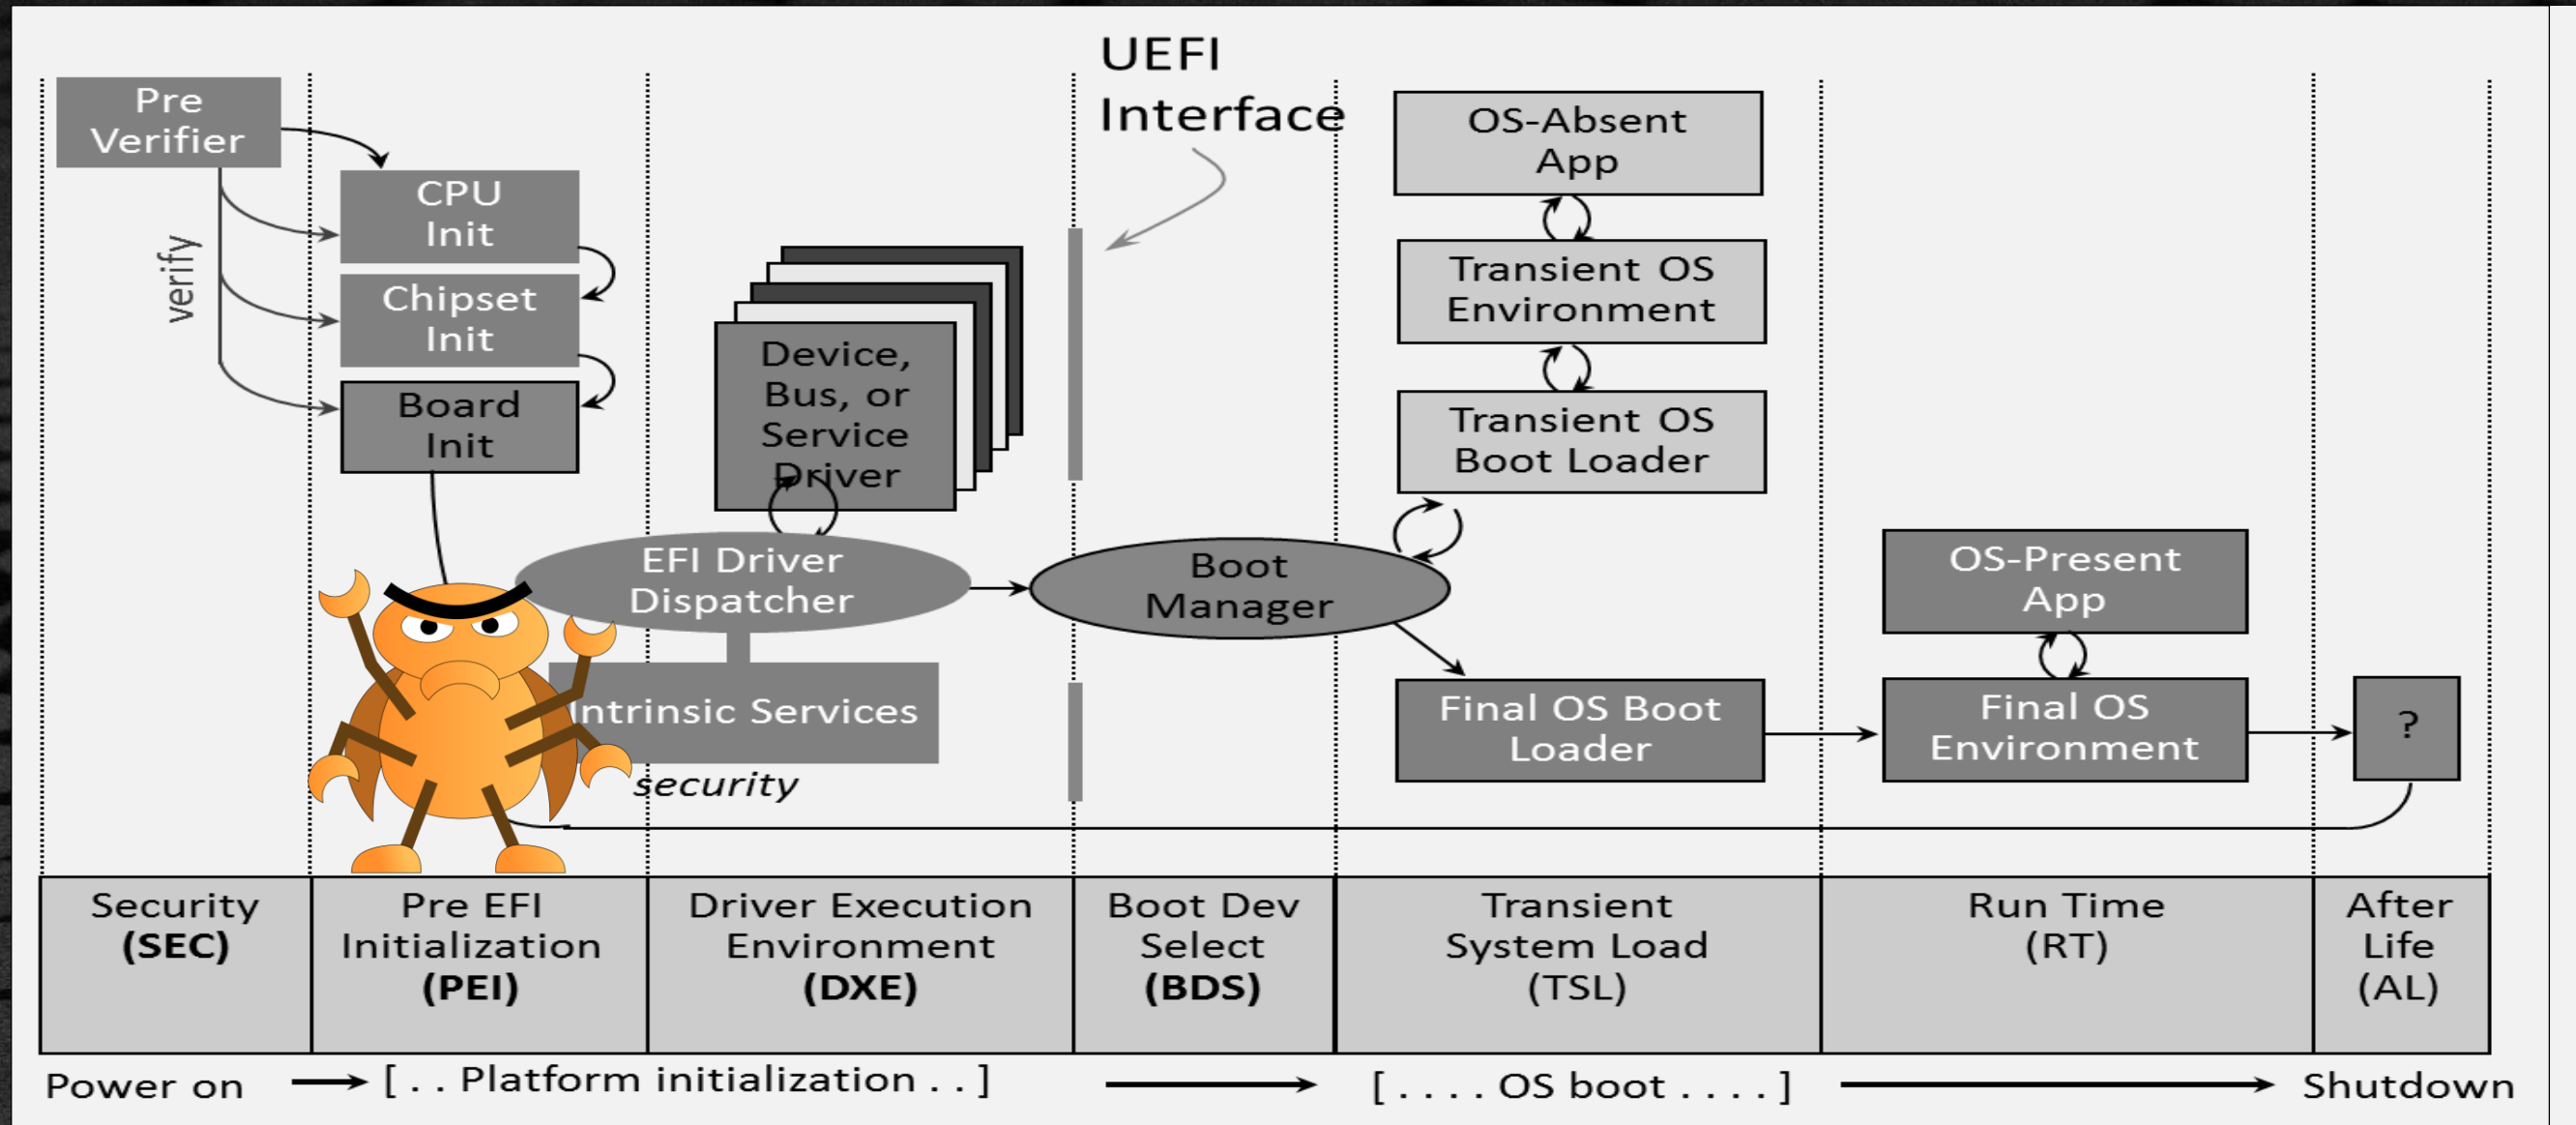 UEFI
Interface
Pre
Verifier
verify
CPU
Init
Chipset
Init
Board
Init
Device,
Bus, or
Service
Driver
EFI Driver
Dispatcher
Intrinsic Services
security
Boot
Manager
OS-Absent
App
Transient OS
Environment
Transient OS
Boot Loader
Final OS Boot
Loader
OS-Present
App
Final OS
Environment
?
Security
(SEC)
Pre EFI
Initialization
(PEI)
Driver Execution
Environment
(DXE)
Boot Dev
Select
(BDS)
Transient
System Load
(TSL)
Run Time
(RT)
After
Life
(AL)
Power on
[ . . Platform initialization . . ]
[ . . . . OS boot . . . . ]
Shutdown